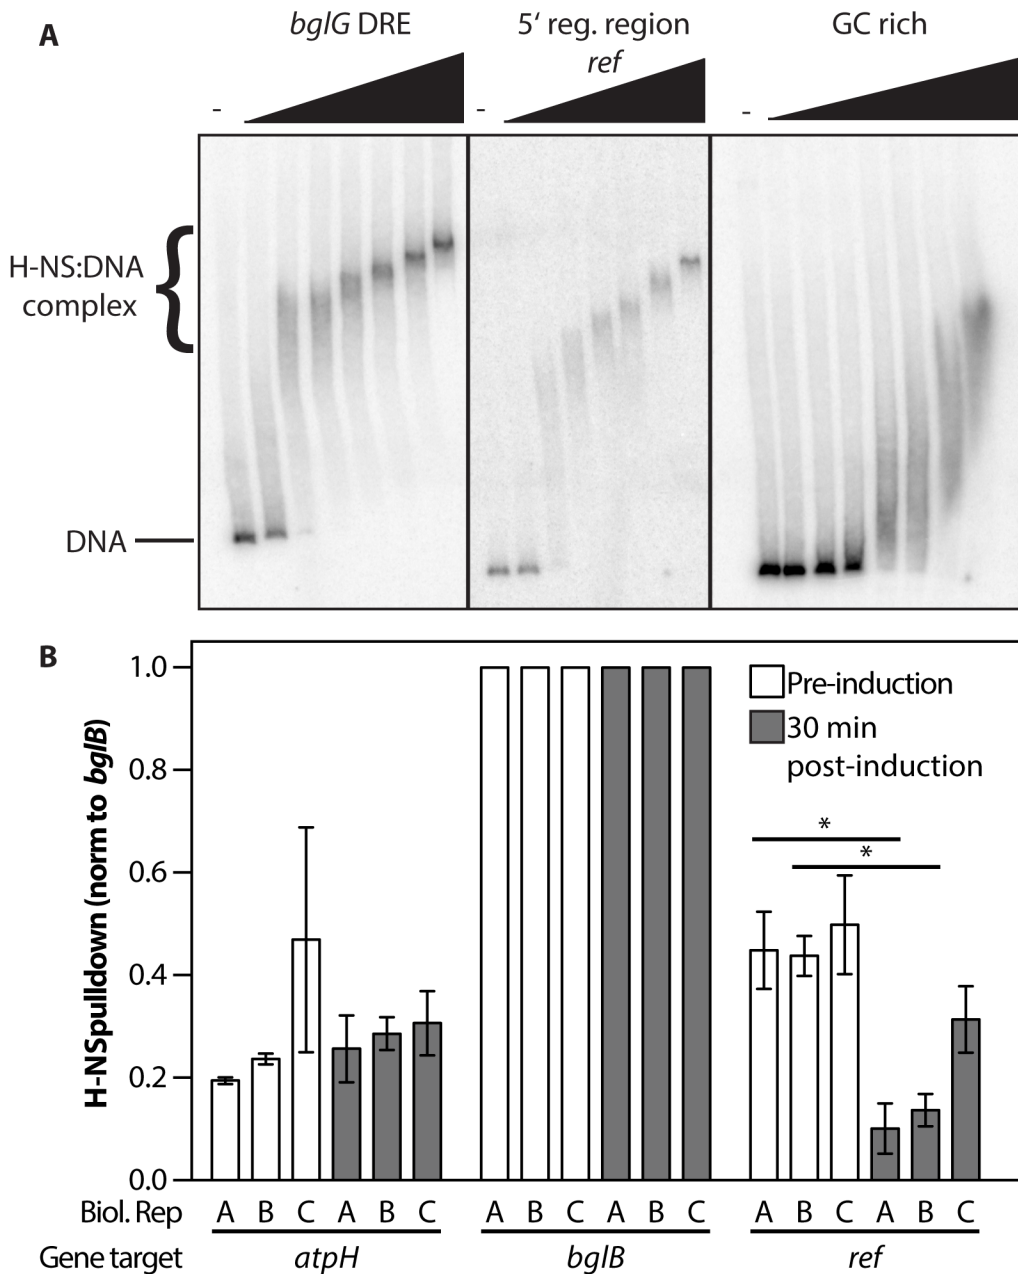 A
bglG DRE
5‘ reg. region
ref
GC rich
- - -
H-NS:DNA
complex
{
DNA
B
H-NSpulldown (norm to bglB)
1.0
0.8
0.6
0.4
0.2
0.0
Pre-induction
30 min
post-induction
*
*
Biol. Rep A B C A B C A B C A B C A B C A B C
Gene target atpH bglB ref